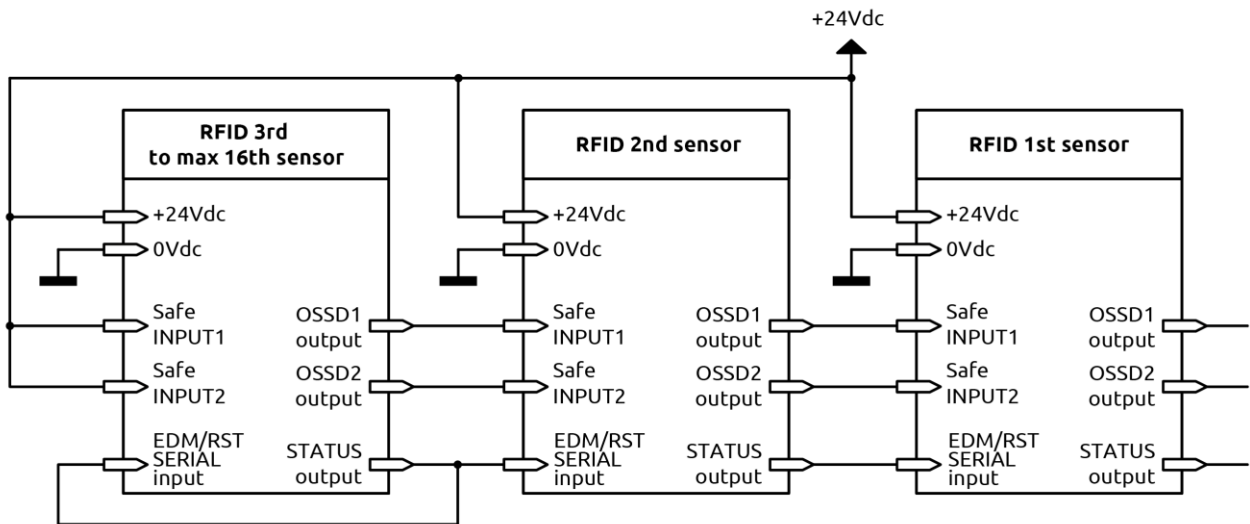 +24Vdc
RFID 3rd
to max 16th sensor
+24Vdc
0Vdc
Safe
INPUT1
Safe
INPUT2
EDM/RST
SERIAL
input
OSSD1
output
OSSD2
output
STATUS
output
RFID 2nd sensor
+24Vdc
0Vdc
Safe
INPUT1
Safe
INPUT2
EDM/RST
SERIAL
input
OSSD1
output
OSSD2
output
STATUS
output
RFID 1st sensor
+24Vdc
0Vdc
Safe
INPUT1
Safe
INPUT2
EDM/RST
SERIAL
input
OSSD1
output
OSSD2
output
STATUS
output